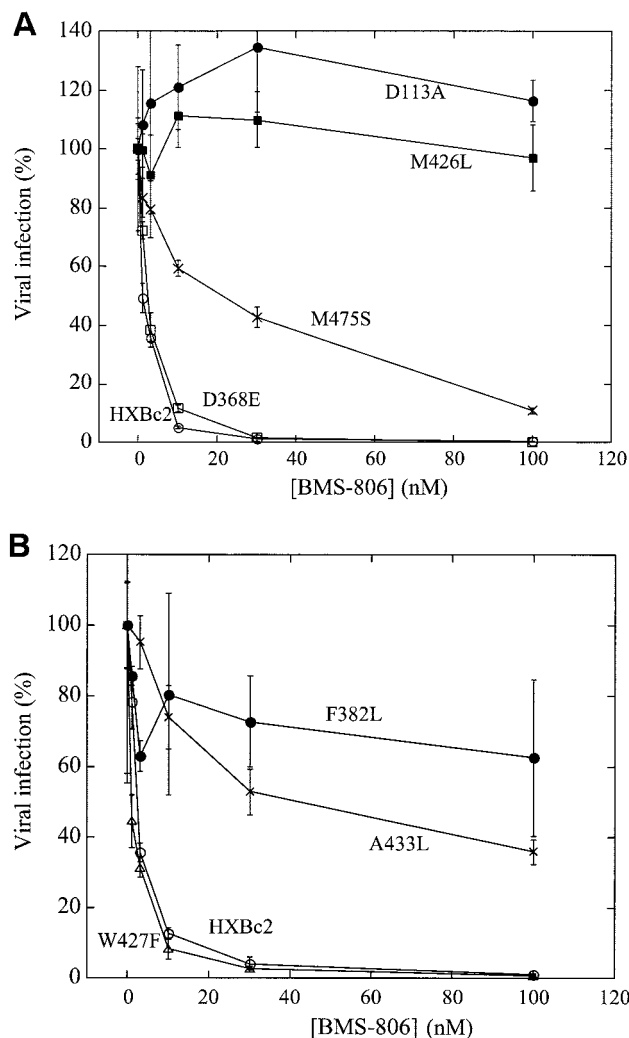 A
140
120
100
80
60
40
20
0
Viral infection (%)
D113A
M426L
M475S
D368E
HXBc2
0 20 40 60 80 100 120
[BMS-806] (nM)
B
120
100
80
60
40
20
0
Viral infection (%)
F382L
A433L
HXBc2
W427F
0 20 40 60 80 100 120
[BMS-806] (nM)